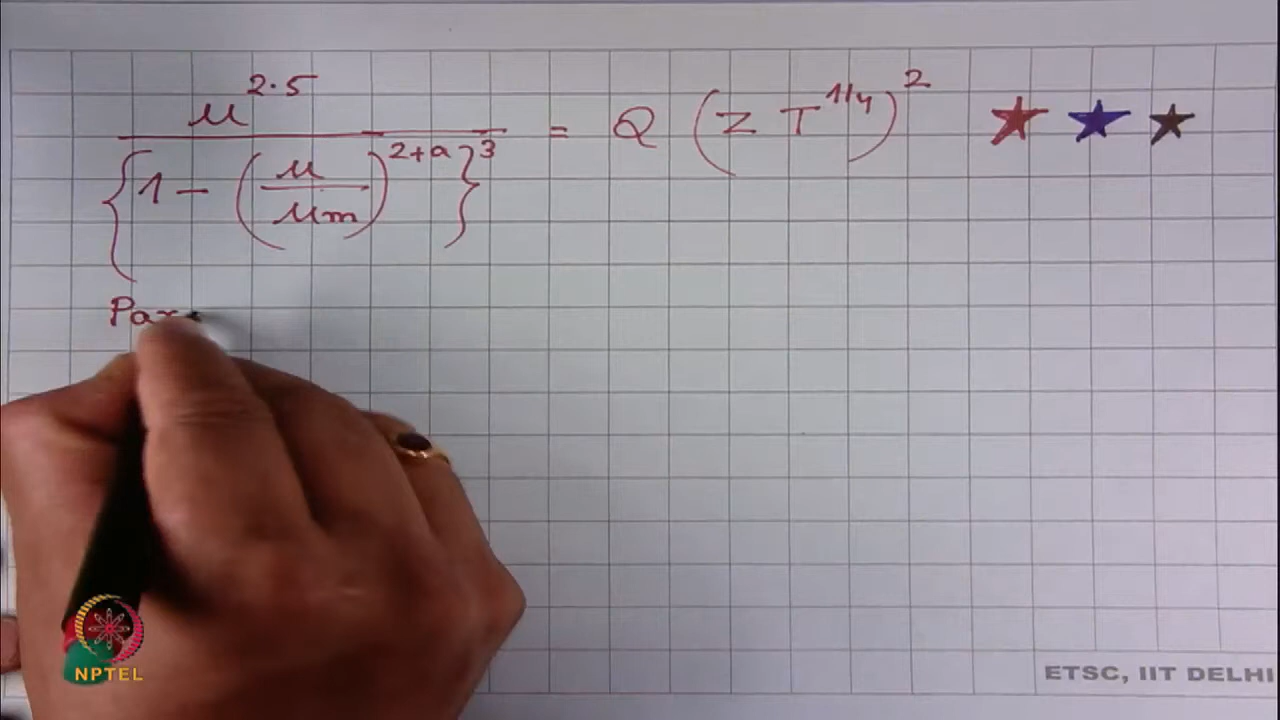 μ^2.5 / {1 - (μ/μm)^2+a}^3 = Q (Z T^1/4)^2
Par
NPTEL
ETSC, IIT DELHI